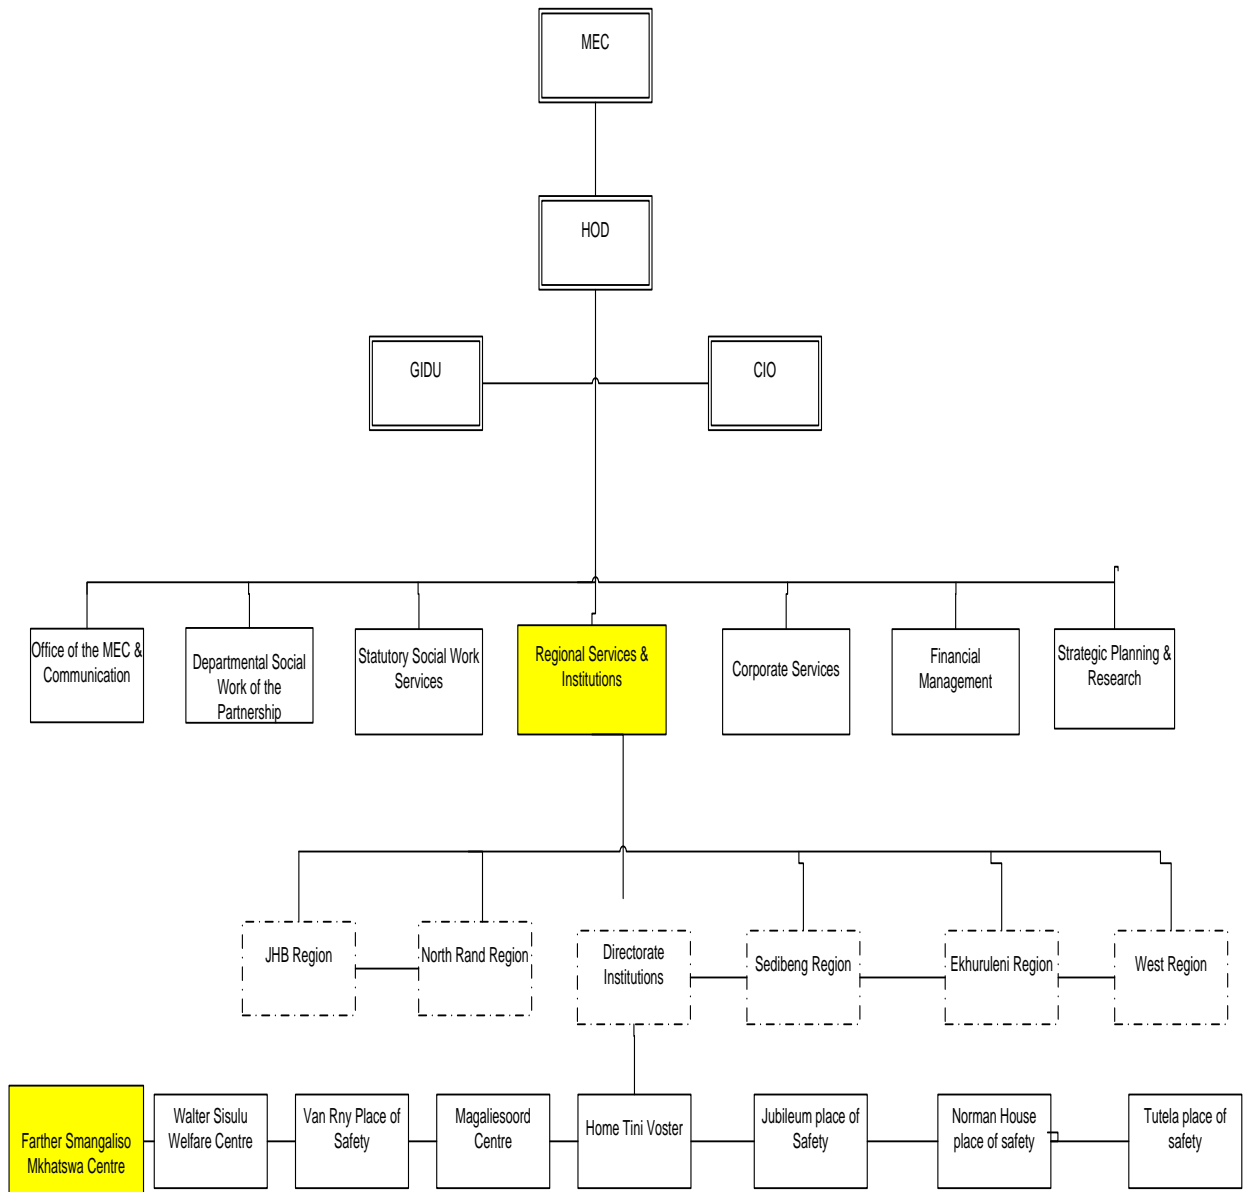 MEC
HOD
GIDU
CIO
Office of the MEC &
Communication
Departmental Social
Work of the
Partnership
Statutory Social Work
Services
Regional Services &
Institutions
Corporate Services
Financial
Management
Strategic Planning &
Research
JHB Region
North Rand Region
Directorate
Institutions
Sedibeng Region
Ekhuruleni Region
West Region
Farther Smangaliso
Mkhatswa Centre
Walter Sisulu
Welfare Centre
Van Rny Place of
Safety
Magaliesoord
Centre
Home Tini Voster
Jubileum place of
Safety
Norman House
place of safety
Tutela place of
safety